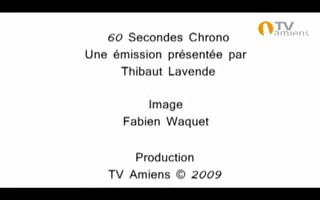 TV
amiens
60 Secondes Chrono
Une émission présentée par
Thibaut Lavende
Image
Fabien Waquet
Production
TV Amiens © 2009